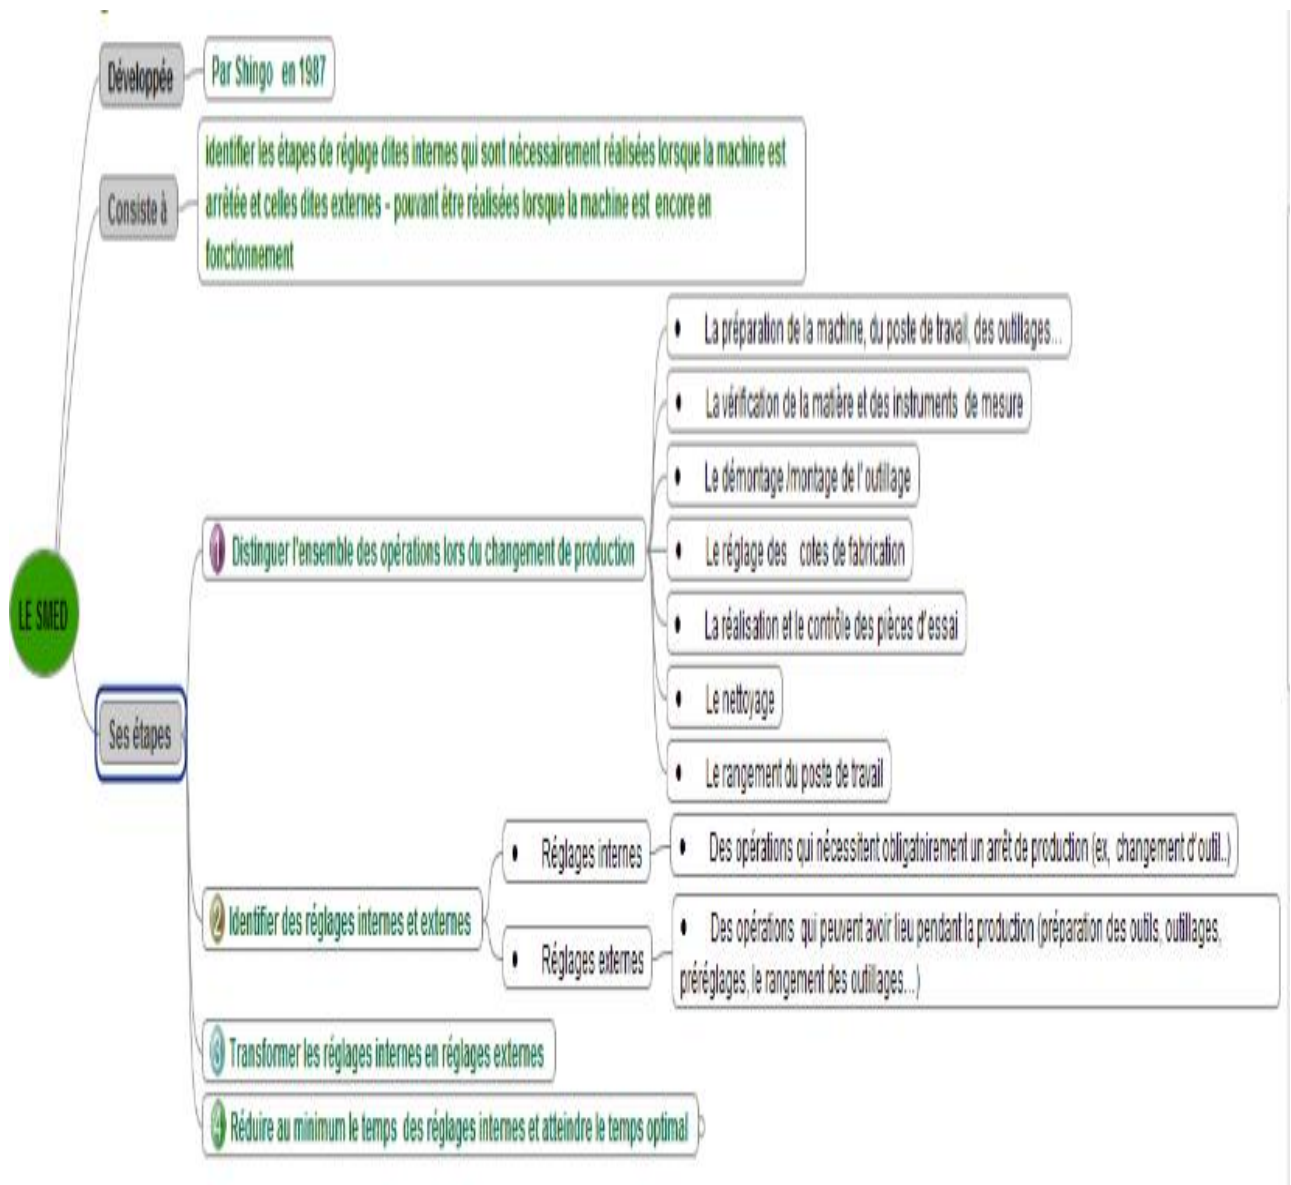 Développée
Par Shingo en 1987
Consiste à
identifier les étapes de réglage dites internes qui sont nécessairement réalisées lorsque la machine est
arrêtée et celles dites externes - pouvant être réalisées lorsque la machine est encore en
fonctionnement
LE SMED
Ses étapes
1 Distinguer l'ensemble des opérations lors du changement de production
• La préparation de la machine, du poste de travail, des outillages...
• La vérification de la matière et des instruments de mesure
• Le démontage /montage de l'outillage
• Le réglage des cotes de fabrication
• La réalisation et le contrôle des pièces d'essai
• Le nettoyage
• Le rangement du poste de travail
2 Identifier des réglages internes et externes
• Réglages internes
• Des opérations qui nécessitent obligatoirement un arrêt de production (ex, changement d'outil..)
• Réglages externes
• Des opérations qui peuvent avoir lieu pendant la production (préparation des outils, outillages,
préréglages, le rangement des outillages...)
3 Transformer les réglages internes en réglages externes
4 Réduire au minimum le temps des réglages internes et atteindre le temps optimal